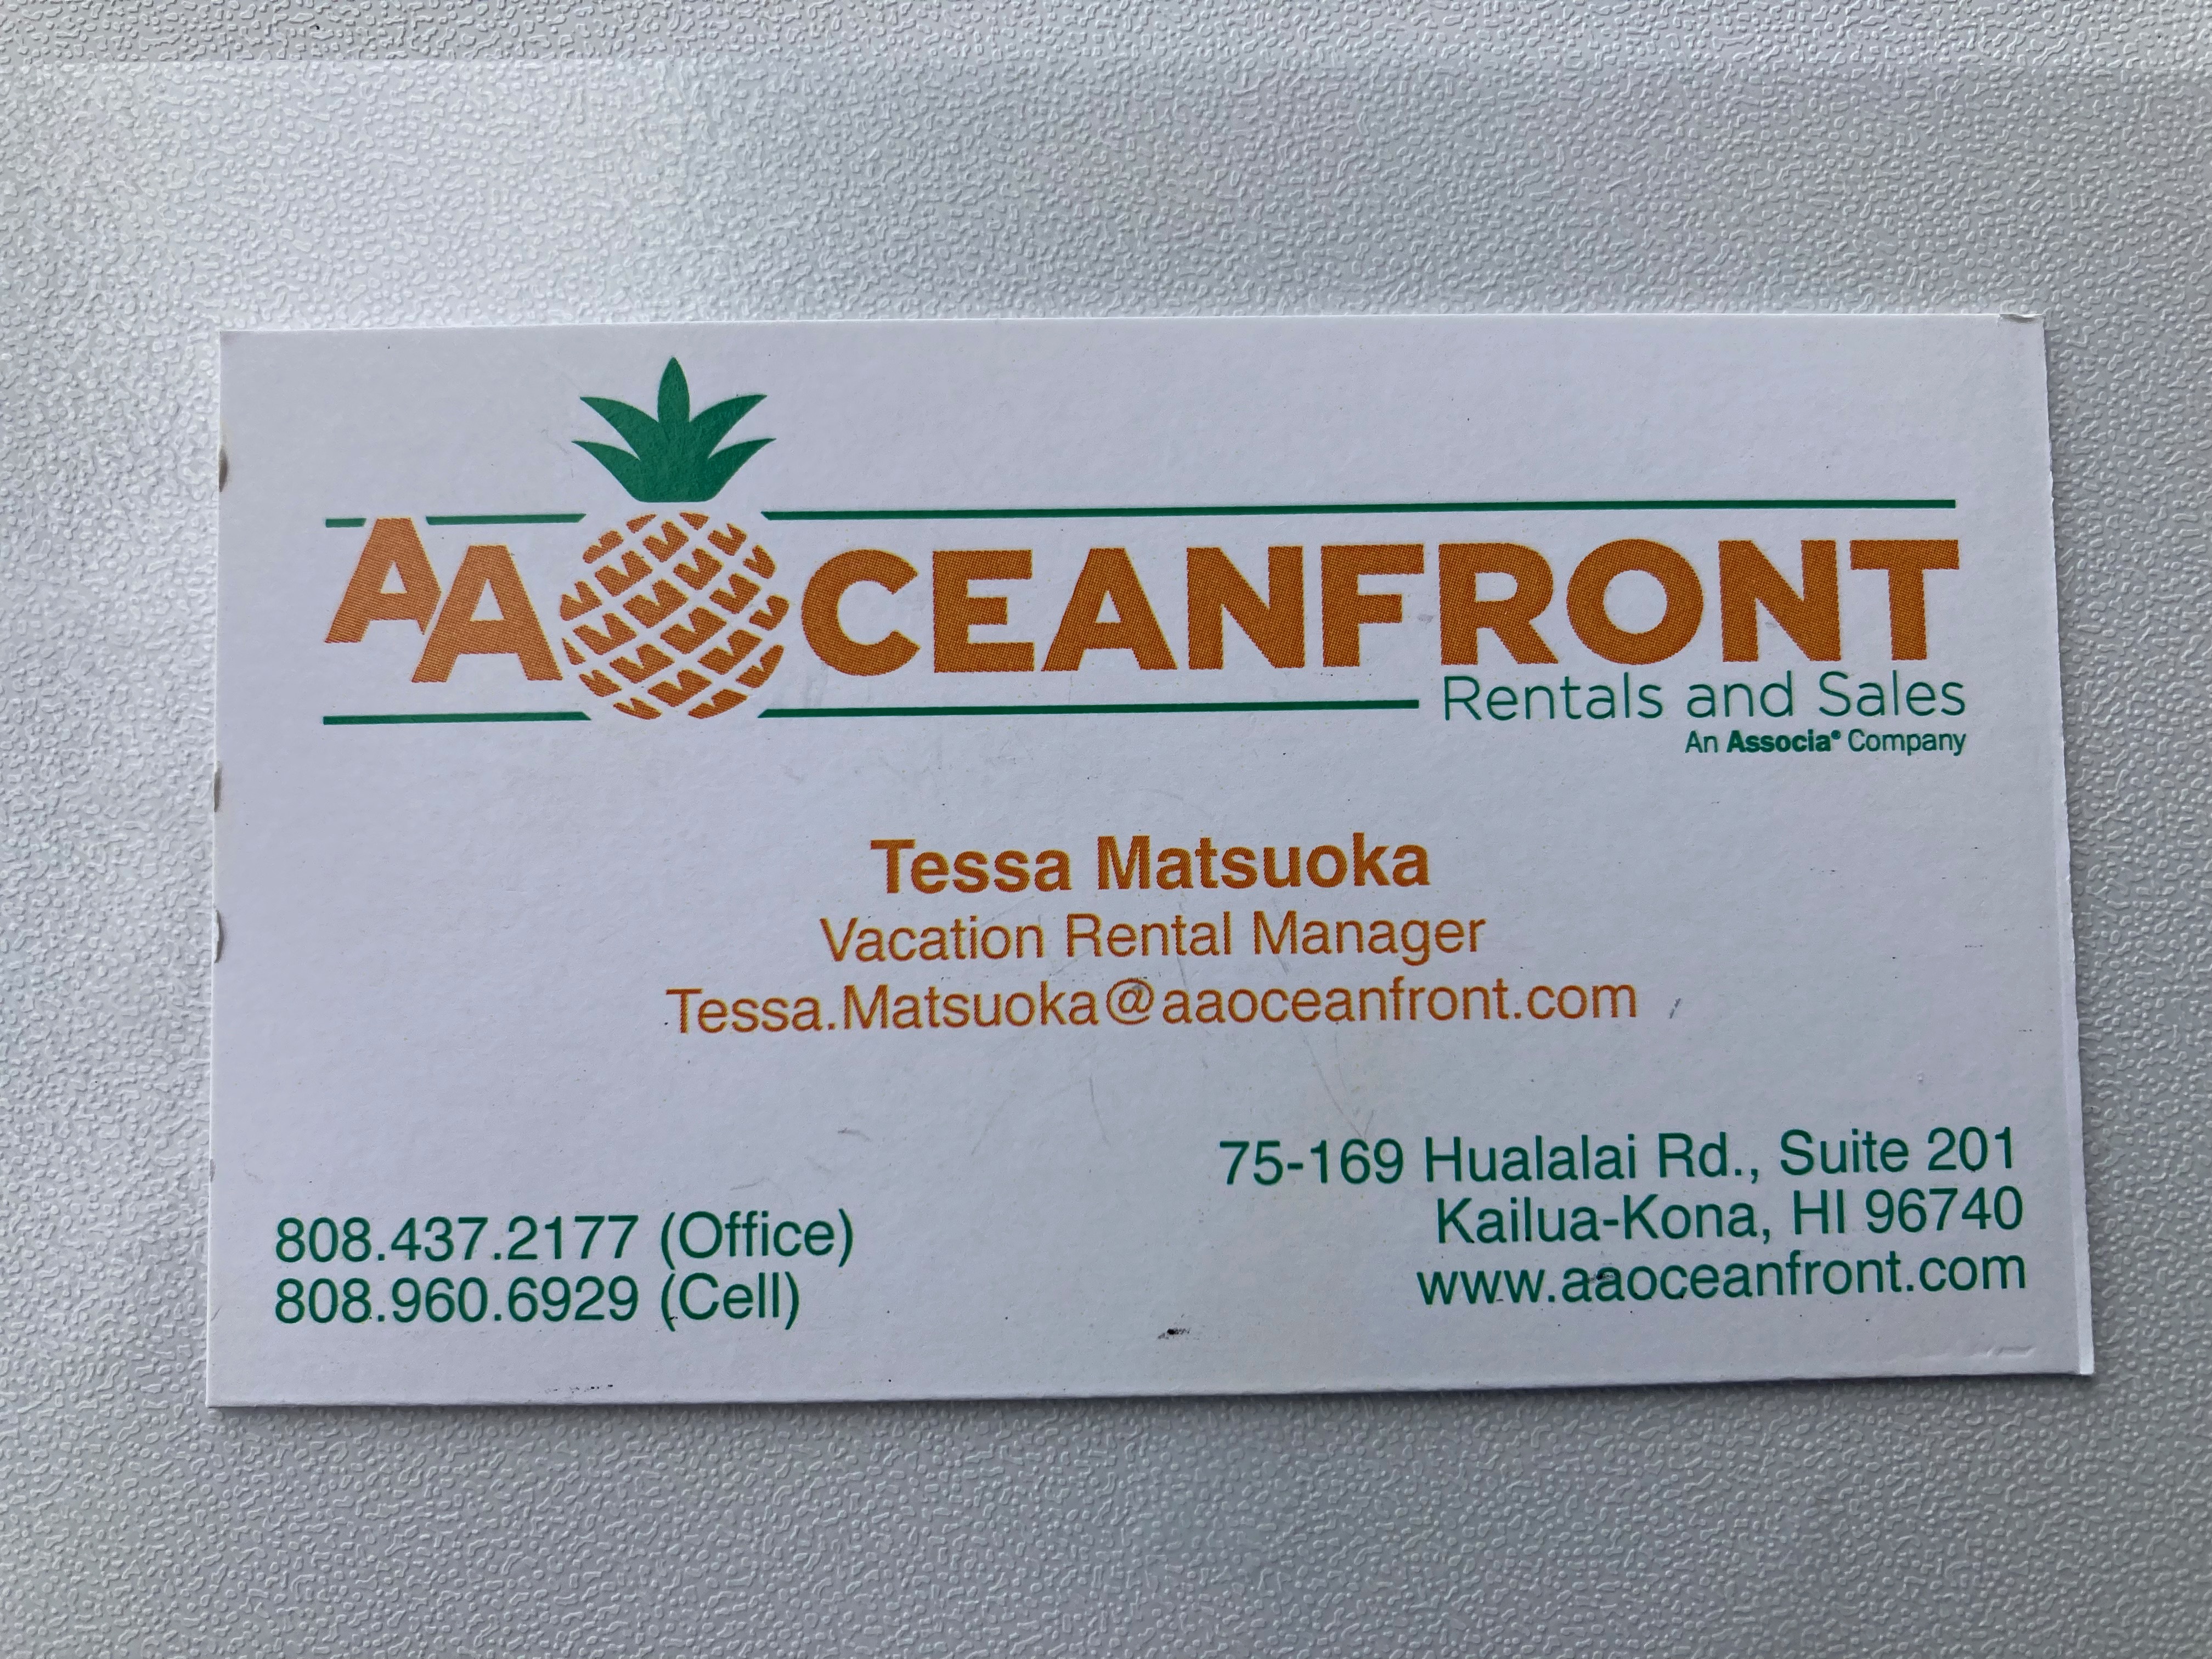 AA OCEANFRONT
Rentals and Sales
An Associa® Company
Tessa Matsuoka
Vacation Rental Manager
Tessa.Matsuoka@aaoceanfront.com
808.437.2177 (Office)
808.960.6929 (Cell)
75-169 Hualalai Rd., Suite 201
Kailua-Kona, HI 96740
www.aaoceanfront.com